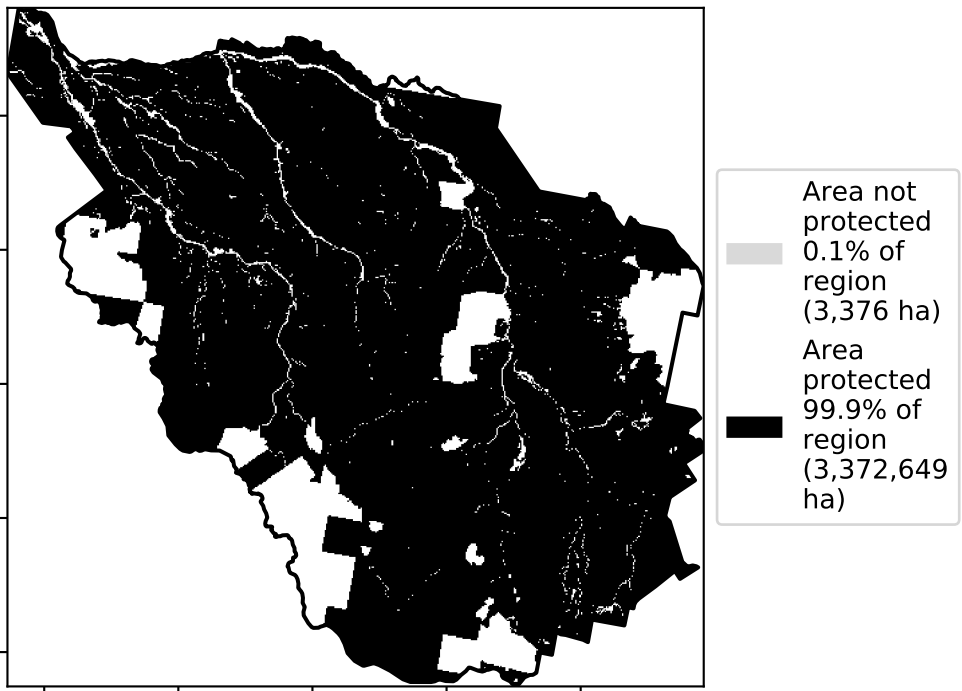 Area not
protected
0.1% of
region
(3,376 ha)
Area
protected
99.9% of
region
(3,372,649
ha)